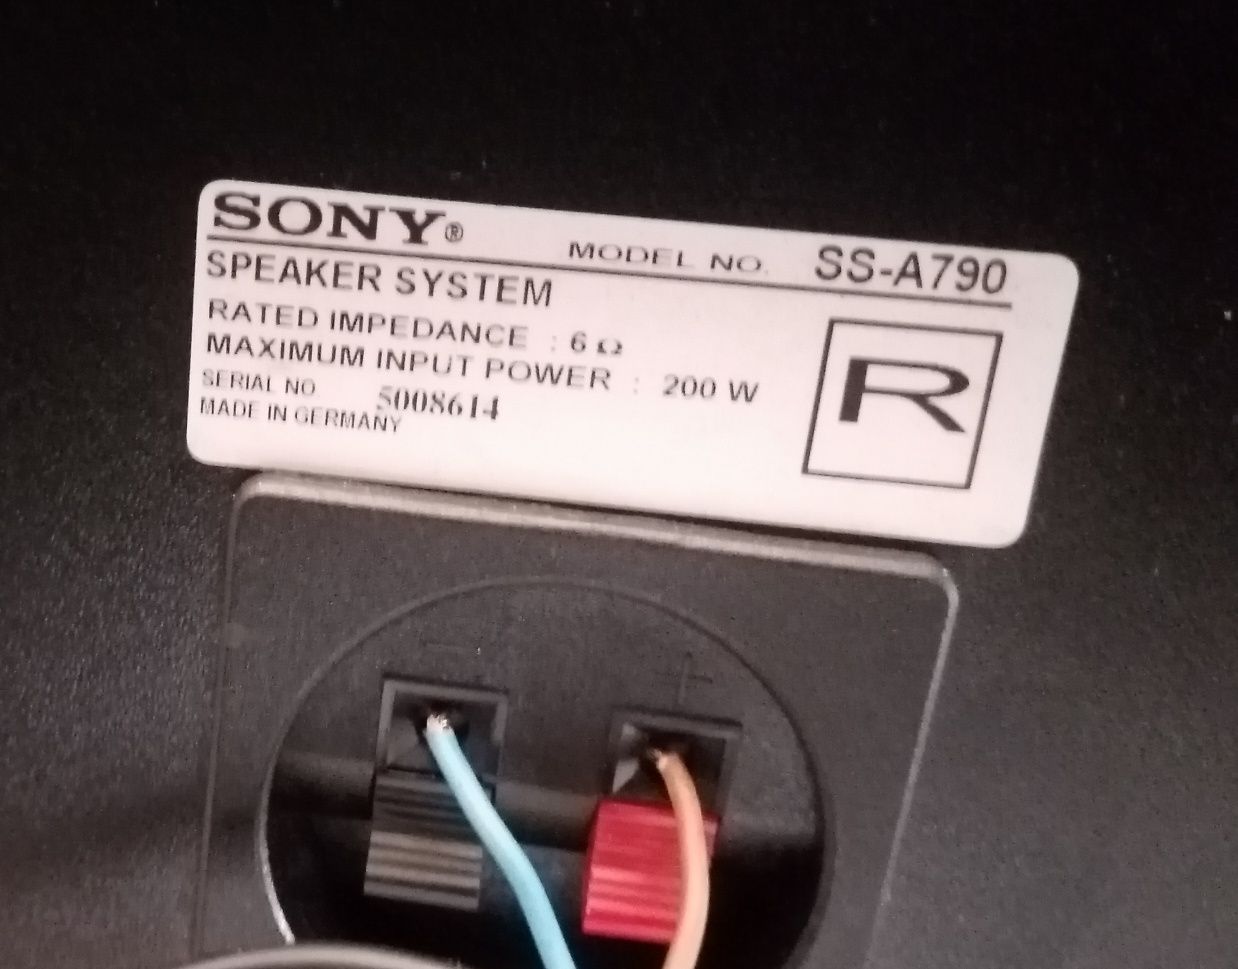 SONY® MODEL NO. SS-A790
SPEAKER SYSTEM
RATED IMPEDANCE : 6 Ω
MAXIMUM INPUT POWER : 200 W
SERIAL NO 5008614
MADE IN GERMANY
R
− +